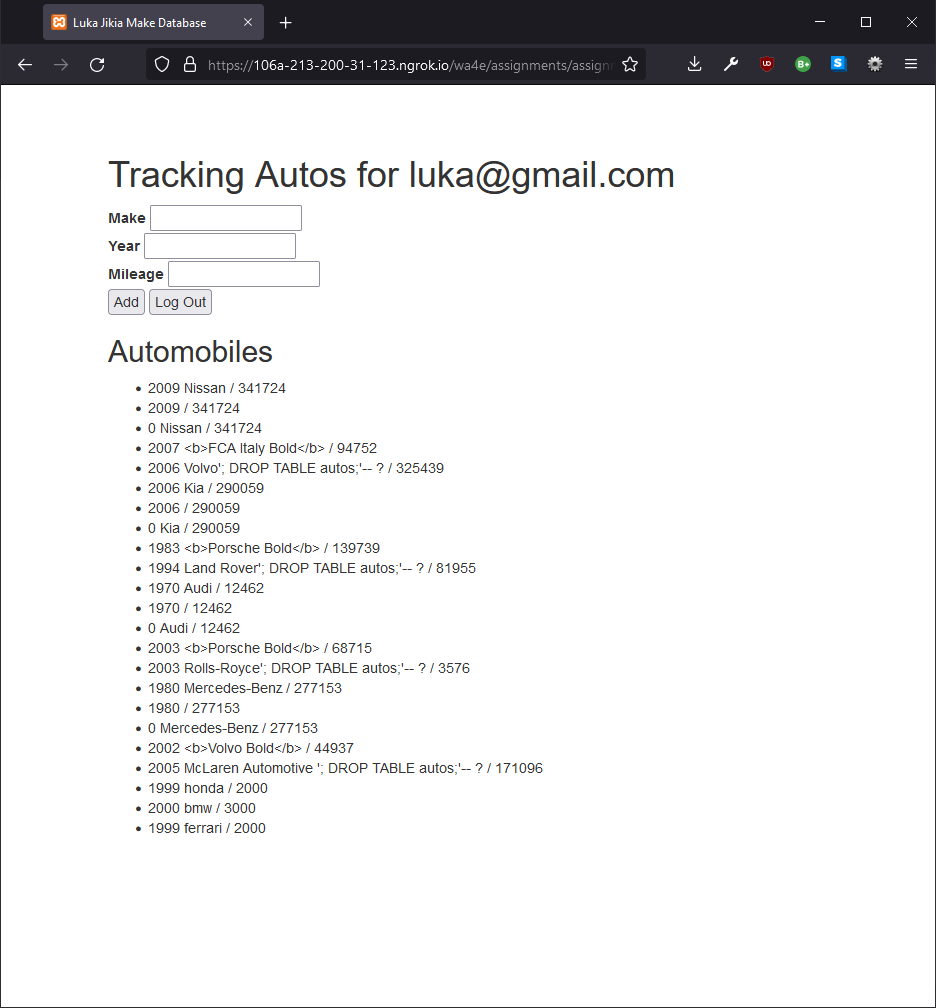 Luka Jikia Make Database
https://106a-213-200-31-123.ngrok.io/wa4e/assignments/assign
UD
B+
S
Tracking Autos for luka@gmail.com
Make
Year
Mileage
Add Log Out
Automobiles
• 2009 Nissan / 341724
• 2009 / 341724
• 0 Nissan / 341724
• 2007 <b>FCA Italy Bold</b> / 94752
• 2006 Volvo'; DROP TABLE autos;'-- ? / 325439
• 2006 Kia / 290059
• 2006 / 290059
• 0 Kia / 290059
• 1983 <b>Porsche Bold</b> / 139739
• 1994 Land Rover'; DROP TABLE autos;'-- ? / 81955
• 1970 Audi / 12462
• 1970 / 12462
• 0 Audi / 12462
• 2003 <b>Porsche Bold</b> / 68715
• 2003 Rolls-Royce'; DROP TABLE autos;'-- ? / 3576
• 1980 Mercedes-Benz / 277153
• 1980 / 277153
• 0 Mercedes-Benz / 277153
• 2002 <b>Volvo Bold</b> / 44937
• 2005 McLaren Automotive '; DROP TABLE autos;'-- ? / 171096
• 1999 honda / 2000
• 2000 bmw / 3000
• 1999 ferrari / 2000